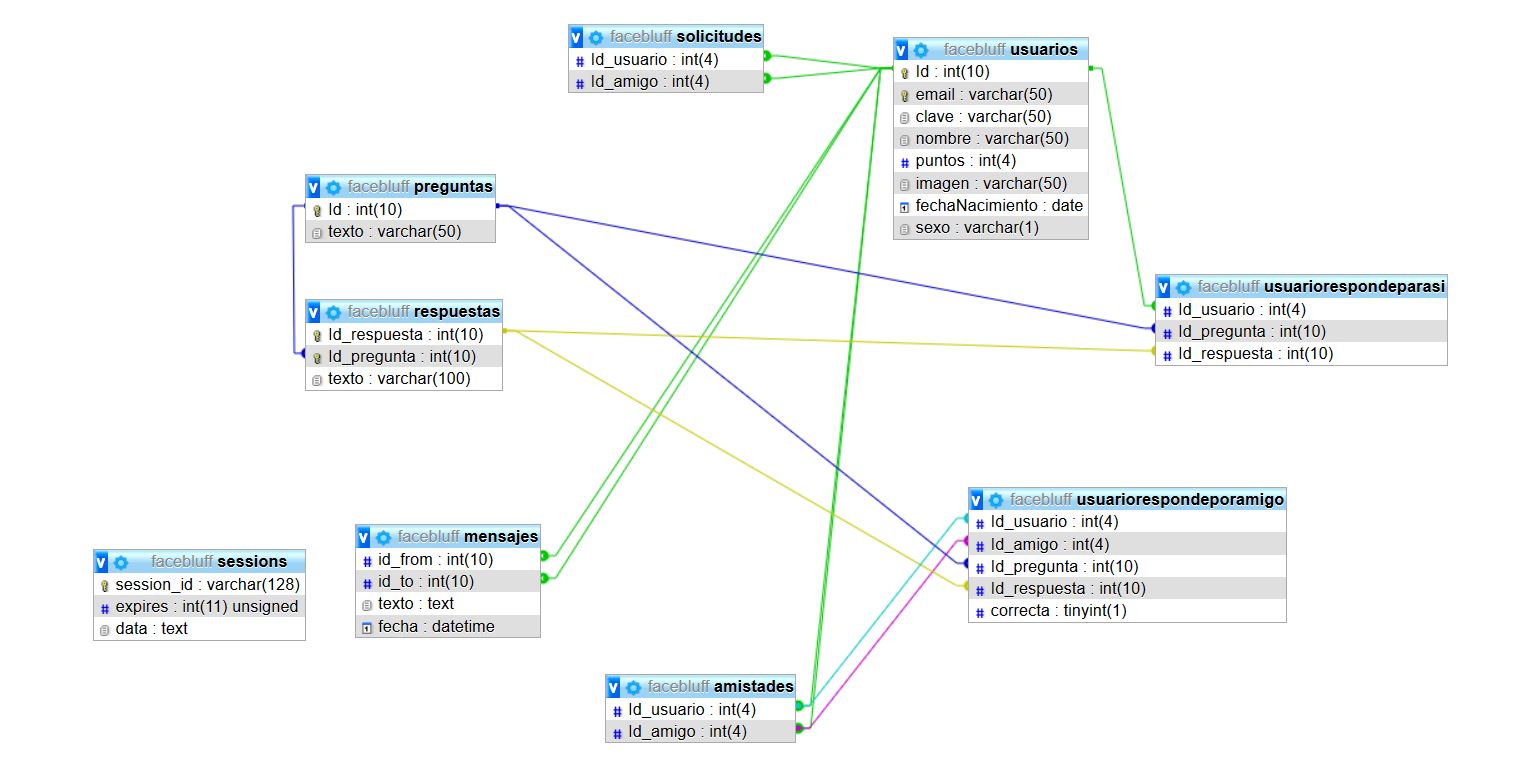 facebluff solicitudes
Id_usuario : int(4)
Id_amigo : int(4)
facebluff usuarios
Id : int(10)
email : varchar(50)
clave : varchar(50)
nombre : varchar(50)
puntos : int(4)
imagen : varchar(50)
fechaNacimiento : date
sexo : varchar(1)
facebluff preguntas
Id : int(10)
texto : varchar(50)
facebluff respuestas
Id_respuesta : int(10)
Id_pregunta : int(10)
texto : varchar(100)
facebluff usuariorespondeparasi
Id_usuario : int(4)
Id_pregunta : int(10)
Id_respuesta : int(10)
facebluff usuariorespondeporamigo
Id_usuario : int(4)
Id_amigo : int(4)
Id_pregunta : int(10)
Id_respuesta : int(10)
correcta : tinyint(1)
facebluff mensajes
id_from : int(10)
id_to : int(10)
texto : text
fecha : datetime
facebluff sessions
session_id : varchar(128)
expires : int(11) unsigned
data : text
facebluff amistades
Id_usuario : int(4)
Id_amigo : int(4)